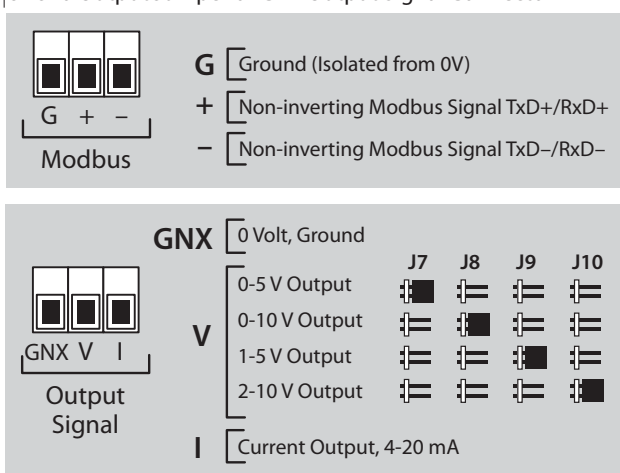 G + –
Modbus
G Ground (Isolated from 0V)
+ Non-inverting Modbus Signal TxD+/RxD+
– Non-inverting Modbus Signal TxD–/RxD–
GNX V I
Output
Signal
GNX 0 Volt, Ground
J7 J8 J9 J10
V
0-5 V Output
0-10 V Output
1-5 V Output
2-10 V Output
I Current Output, 4-20 mA